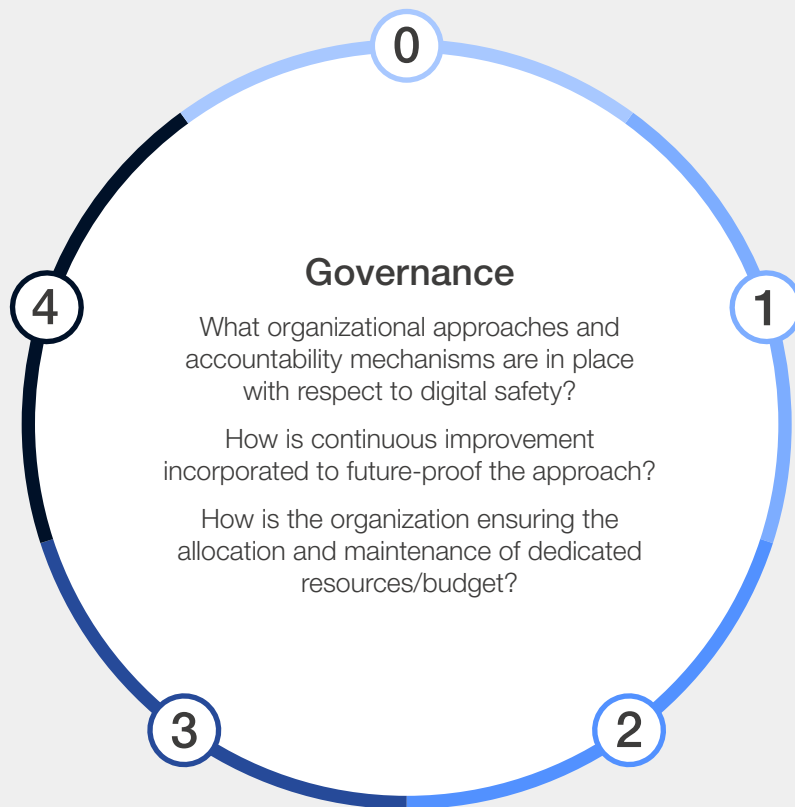 0
1
4
Governance
What organizational approaches and
accountability mechanisms are in place
with respect to digital safety?
How is continuous improvement
incorporated to future-proof the approach?
How is the organization ensuring the
allocation and maintenance of dedicated
resources/budget?
3
2